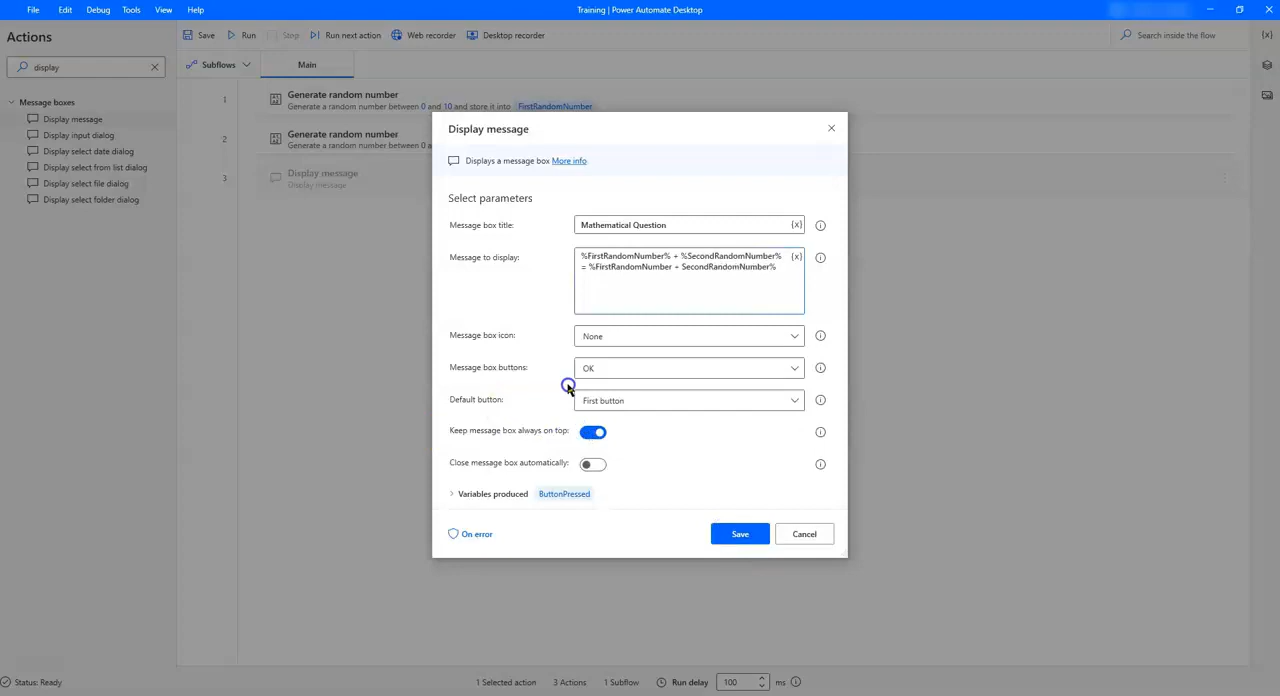 File Edit Debug Tools View Help
Training | Power Automate Desktop
Actions
display
Message boxes
Display message
Display input dialog
Display select date dialog
Display select from list dialog
Display select file dialog
Display select folder dialog
Save Run Stop Run next action Web recorder Desktop recorder
Search inside the flow
{x}
Subflows
Main
1
Generate random number
Generate a random number between 0 and 10 and store it into FirstRandomNumber
2
Generate random number
Generate a random number between 0 a
3
Display message
Display message
Display message
Displays a message box More info
Select parameters
Message box title:
Mathematical Question {x}
Message to display:
%FirstRandomNumber% + %SecondRandomNumber% {x}
= %FirstRandomNumber + SecondRandomNumber%
Message box icon:
None
Message box buttons:
OK
Default button:
First button
Keep message box always on top:
Close message box automatically:
Variables produced ButtonPressed
On error
Save
Cancel
Status: Ready
1 Selected action 3 Actions 1 Subflow Run delay 100 ms